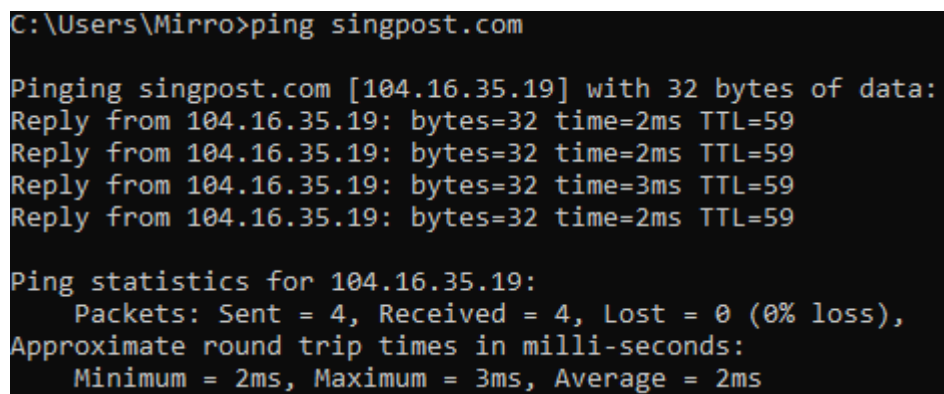 C:\Users\Mirro>ping singpost.com
Pinging singpost.com [104.16.35.19] with 32 bytes of data:
Reply from 104.16.35.19: bytes=32 time=2ms TTL=59
Reply from 104.16.35.19: bytes=32 time=2ms TTL=59
Reply from 104.16.35.19: bytes=32 time=3ms TTL=59
Reply from 104.16.35.19: bytes=32 time=2ms TTL=59
Ping statistics for 104.16.35.19:
    Packets: Sent = 4, Received = 4, Lost = 0 (0% loss),
Approximate round trip times in milli-seconds:
    Minimum = 2ms, Maximum = 3ms, Average = 2ms